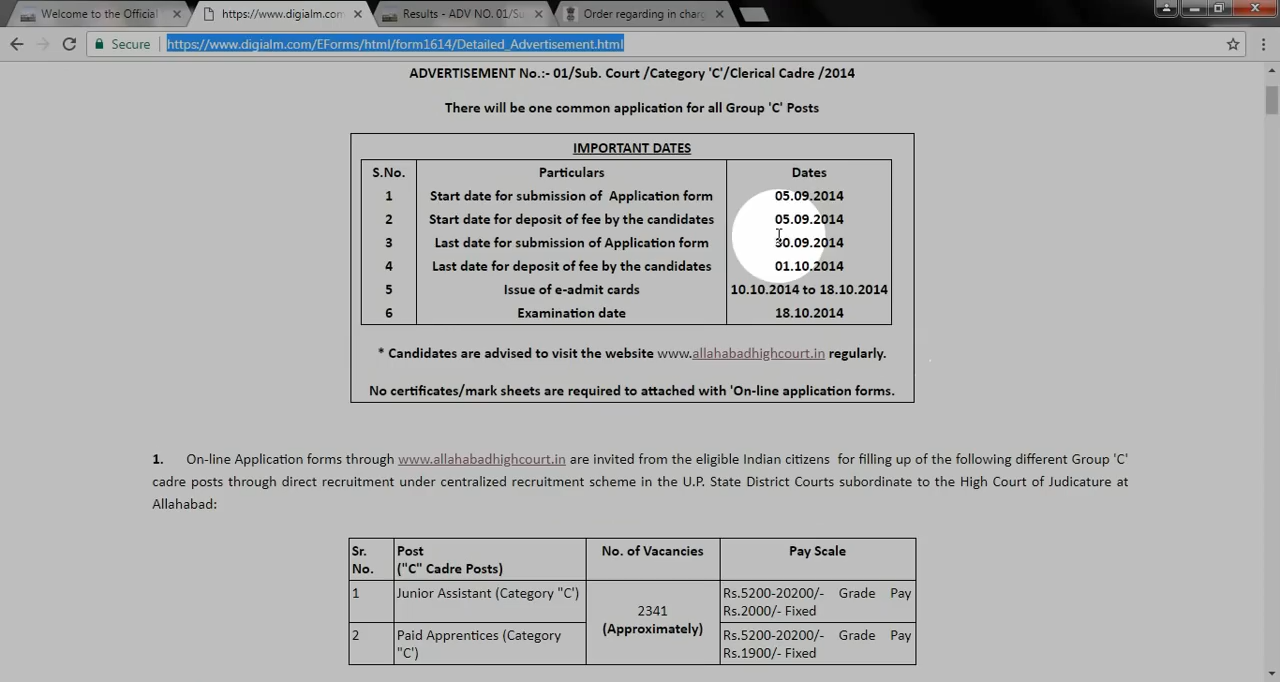 Welcome to the Official
https://www.digialm.com
Results - ADV NO. 01/Su
Order regarding in charg
Secure
https://www.digialm.com/EForms/html/form1614/Detailed_Advertisement.html
ADVERTISEMENT No.:- 01/Sub. Court /Category 'C'/Clerical Cadre /2014
There will be one common application for all Group 'C' Posts
IMPORTANT DATES
S.No. Particulars Dates
1 Start date for submission of Application form 05.09.2014
2 Start date for deposit of fee by the candidates 05.09.2014
3 Last date for submission of Application form 30.09.2014
4 Last date for deposit of fee by the candidates 01.10.2014
5 Issue of e-admit cards 10.10.2014 to 18.10.2014
6 Examination date 18.10.2014
* Candidates are advised to visit the website www.allahabadhighcourt.in regularly.
No certificates/mark sheets are required to attached with 'On-line application forms.
1. On-line Application forms through www.allahabadhighcourt.in are invited from the eligible Indian citizens for filling up of the following different Group 'C'
cadre posts through direct recruitment under centralized recruitment scheme in the U.P. State District Courts subordinate to the High Court of Judicature at
Allahabad:
Sr. Post No. of Vacancies Pay Scale
No. ("C" Cadre Posts)
1 Junior Assistant (Category "C') Rs.5200-20200/- Grade Pay
Rs.2000/- Fixed
2341
(Approximately)
2 Paid Apprentices (Category Rs.5200-20200/- Grade Pay
"C') Rs.1900/- Fixed